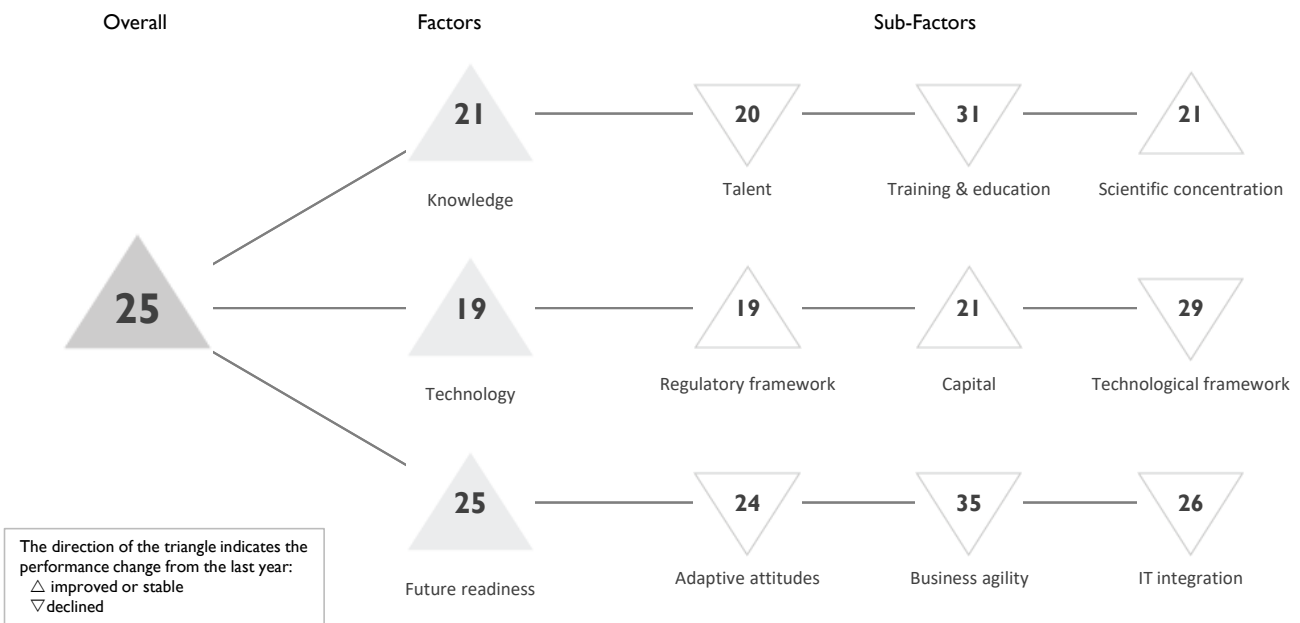 Overall Factors Sub-Factors
21 20 31 21
Knowledge Talent Training & education Scientific concentration
25 19 19 21 29
Technology Regulatory framework Capital Technological framework
25 24 35 26
Future readiness Adaptive attitudes Business agility IT integration
The direction of the triangle indicates the
performance change from the last year:
△ improved or stable
▽ declined